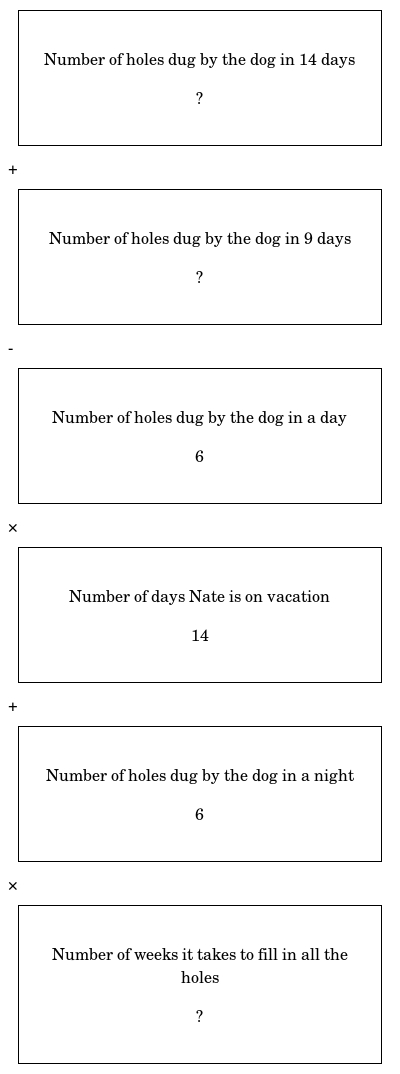 Number of holes dug by the dog in 14 days
?
+
Number of holes dug by the dog in 9 days
?
-
Number of holes dug by the dog in a day
6
×
Number of days Nate is on vacation
14
+
Number of holes dug by the dog in a night
6
×
Number of weeks it takes to fill in all the
holes
?